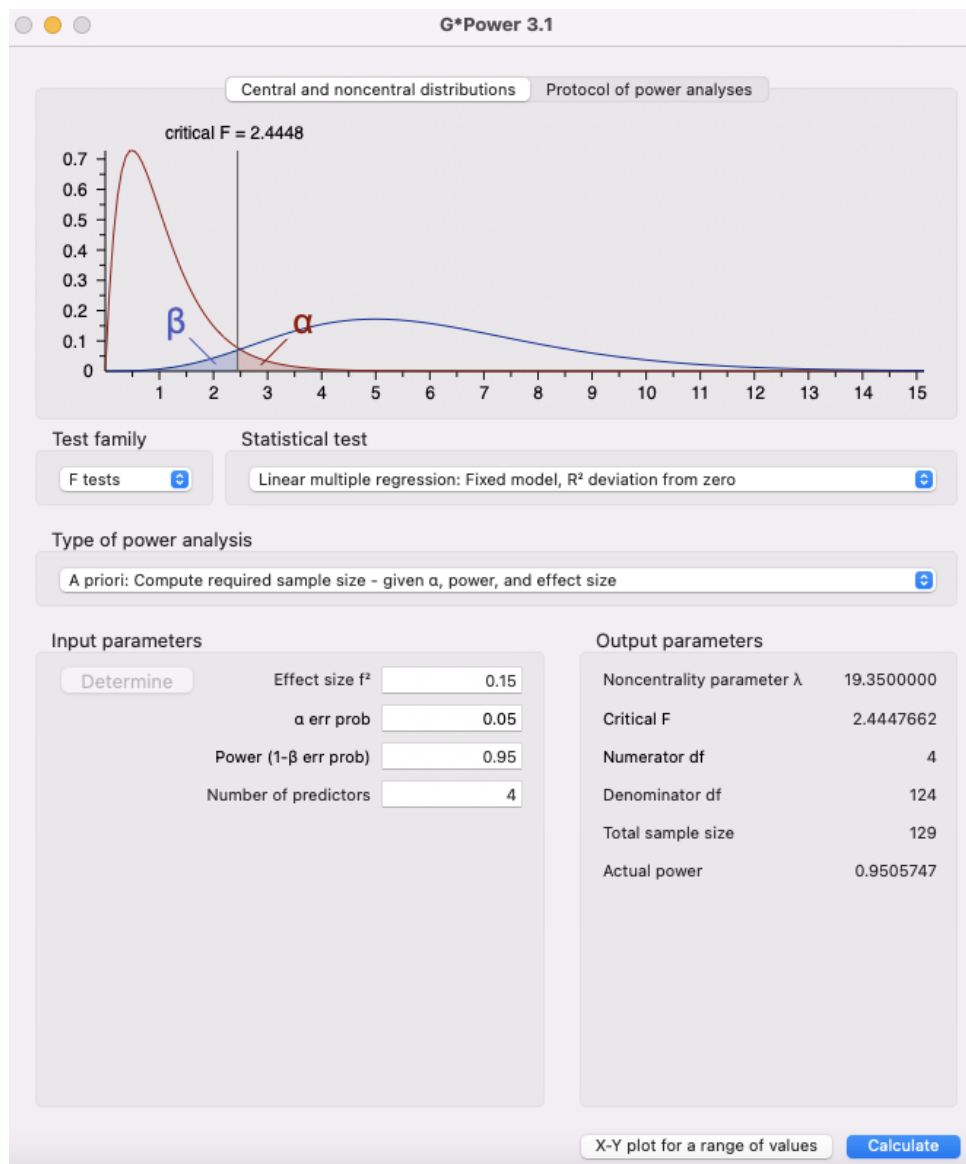 G*Power 3.1
Central and noncentral distributions Protocol of power analyses
critical F = 2.4448
0.7
0.6
0.5
0.4
0.3
0.2
0.1
0
β α
1 2 3 4 5 6 7 8 9 10 11 12 13 14 15
Test family Statistical test
F tests Linear multiple regression: Fixed model, R² deviation from zero
Type of power analysis
A priori: Compute required sample size - given α, power, and effect size
Input parameters Output parameters
Determine Effect size f² 0.15 Noncentrality parameter λ 19.3500000
α err prob 0.05 Critical F 2.4447662
Power (1-β err prob) 0.95 Numerator df 4
Number of predictors 4 Denominator df 124
Total sample size 129
Actual power 0.9505747
X-Y plot for a range of values Calculate